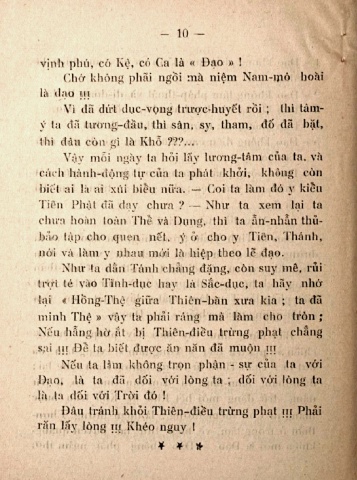 — 10 —
vịnh phú, có Kệ, có Ca là « Đạo » !
Chớ không phải ngồi mà niệm Nam-mô hoài
là đạo !!!
Vì đã dứt dục-vọng trược-huyết rồi ; thì tàm-
ý ta đã tương-đầu, thì sân, sy, tham, đố đã bặt,
thì đâu còn gì là Khổ ???...
Vậy mỗi ngày ta hỏi lấy lương-tâm của ta, và
cách hành-động tự của ta phát khởi, không còn
biết ai là ai xúi biểu nữa. — Coi ta làm đó y kiểu
Tiên Phật đã dạy chưa ? — Như ta xem lại ta
chưa hoàn toàn Thể và Dụng, thì ta ẩn-nhẫn thủ-
bảo tập cho quen nết, ý ở cho y Tiên, Thánh,
nói và làm y nhau mới là hiệp theo lẽ đạo.
Như ta dân Tánh chẳng đặng, còn suy mê, rủi
trợt té vào Tình-dục hay là Sắc-dục, ta hãy nhớ
lại « Hồng-Thệ giữa Thiên-bàn xưa kia ; ta đã
minh Thệ » vậy ta phải ráng mà làm cho tròn ;
Nếu hẳng hờ ắt bị Thiên-điều trừng phạt chẳng
sai !!! Để ta biết được ăn năn đã muộn !!!
Nếu ta làm không trọn phận - sự của ta với
Đạo, là ta đã dối với lòng ta ; dối với lòng ta
là ta dối với Trời đó !
Đâu tránh khỏi Thiên-điều trừng phạt !!! Phải
răn lấy lòng !!! Khéo nguy !
* * *